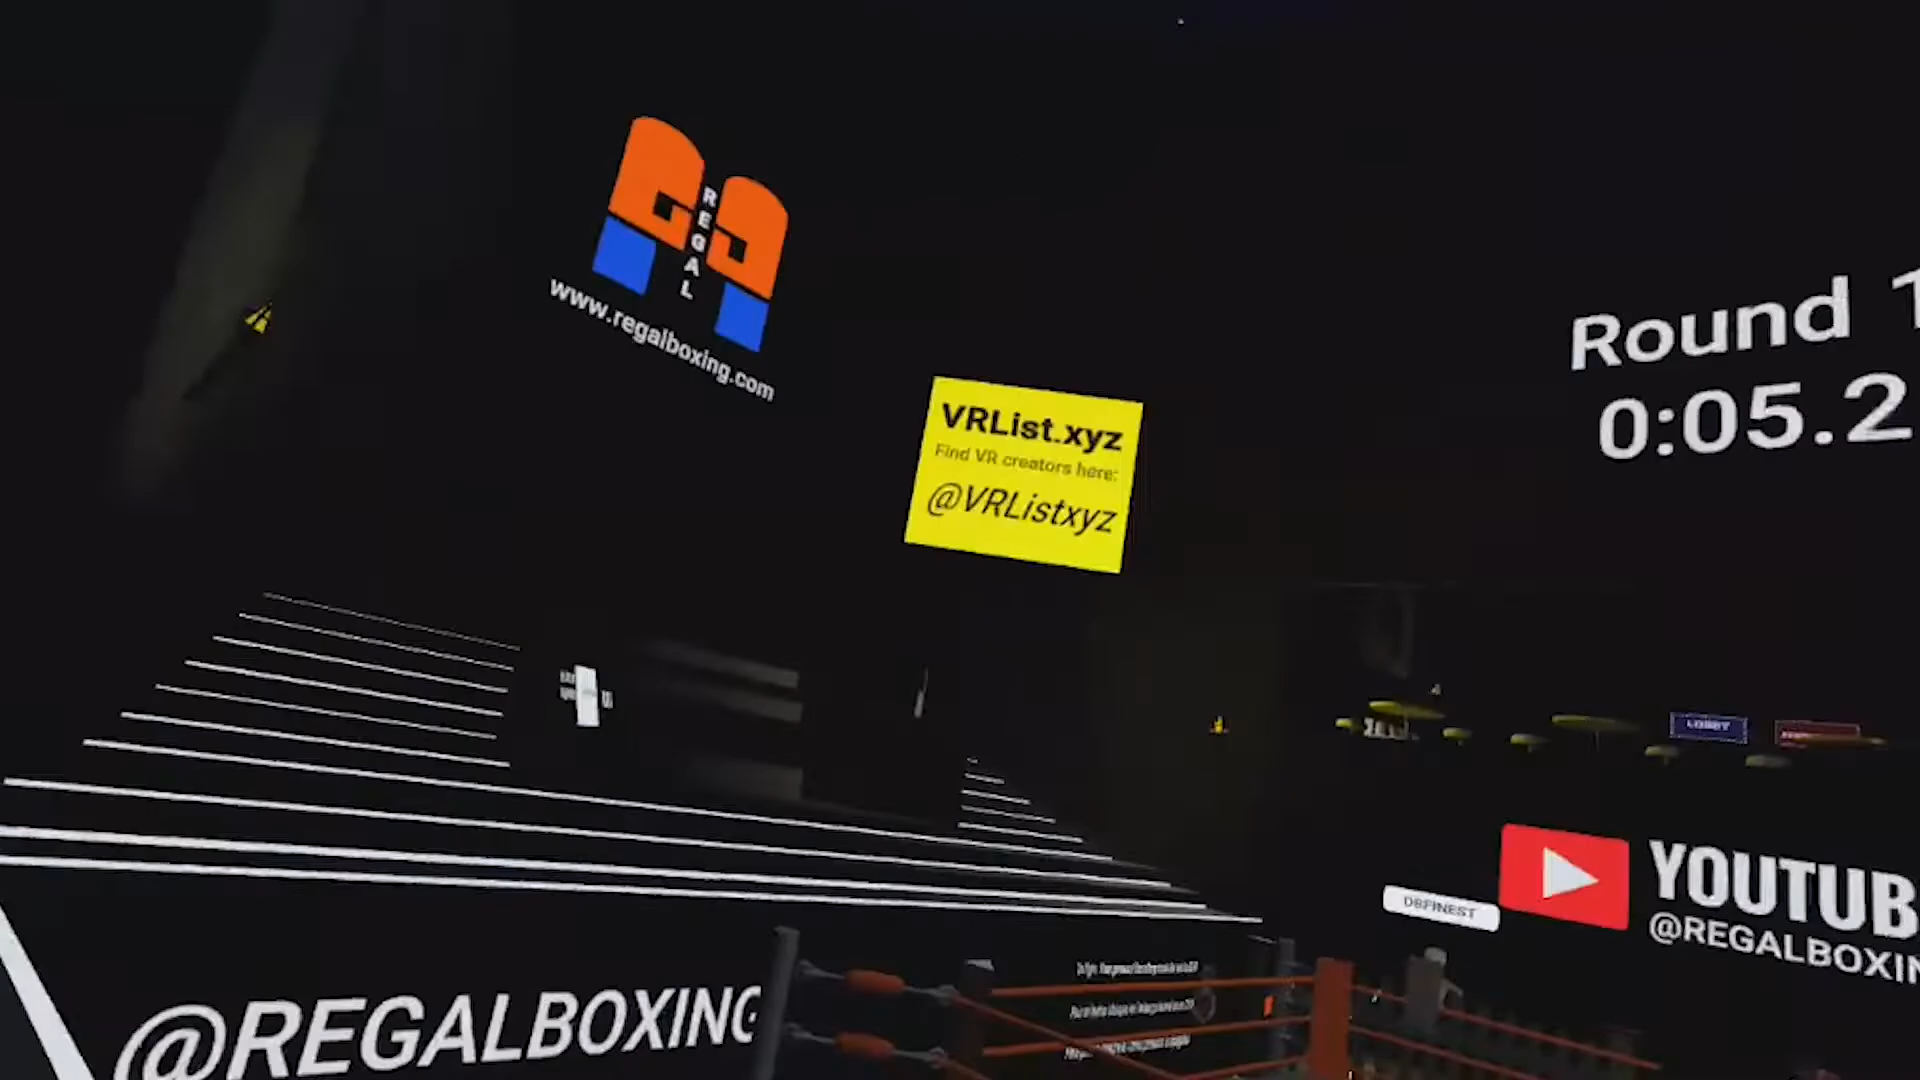 REGAL
www.regalboxing.com
VRList.xyz
Find VR creators here:
@VRListxyz
Round 1
0:05.2
LOBBY
DBFINEST
YOUTUB
@REGALBOXIN
@REGALBOXING